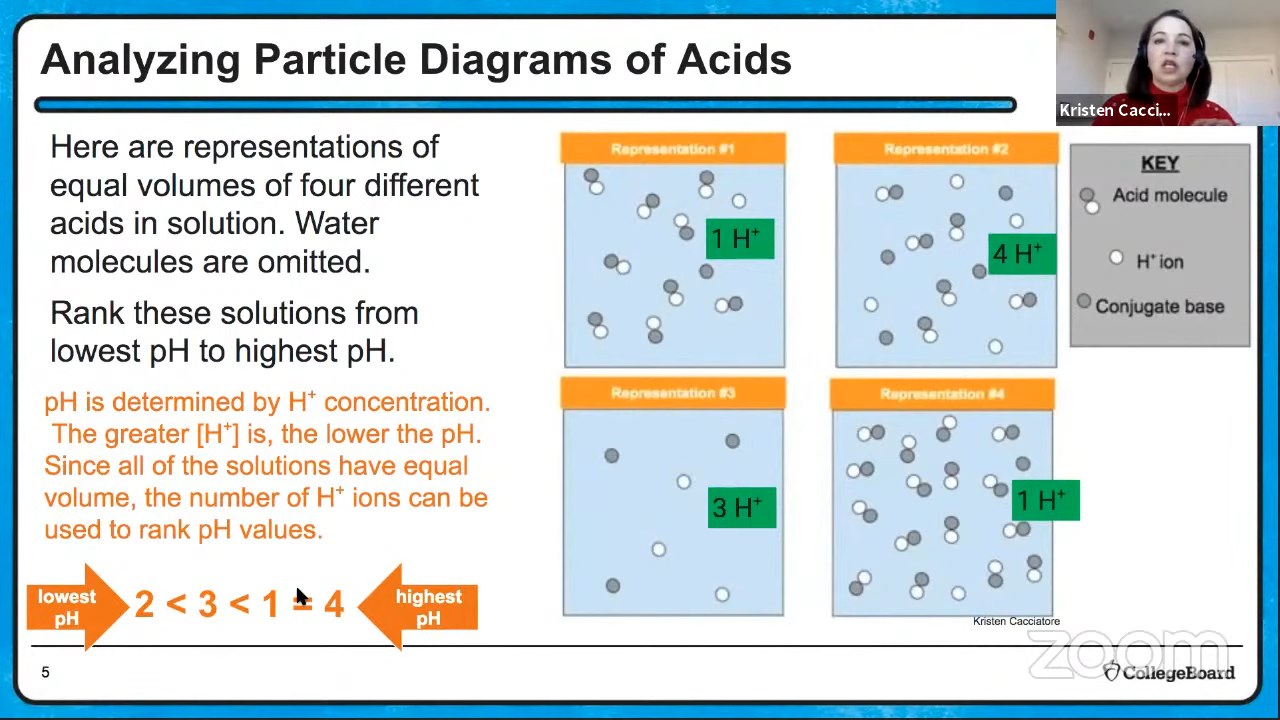 Analyzing Particle Diagrams of Acids
Kristen Cacci...
Here are representations of
equal volumes of four different
acids in solution. Water
molecules are omitted.
Rank these solutions from
lowest pH to highest pH.
pH is determined by H⁺ concentration.
The greater [H⁺] is, the lower the pH.
Since all of the solutions have equal
volume, the number of H⁺ ions can be
used to rank pH values.
lowest
pH
2 < 3 < 1 = 4
highest
pH
Representation #1
1 H⁺
Representation #2
4 H⁺
Representation #3
3 H⁺
Representation #4
1 H⁺
KEY
Acid molecule
H⁺ ion
Conjugate base
Kristen Cacciatore
5
zoom
CollegeBoard